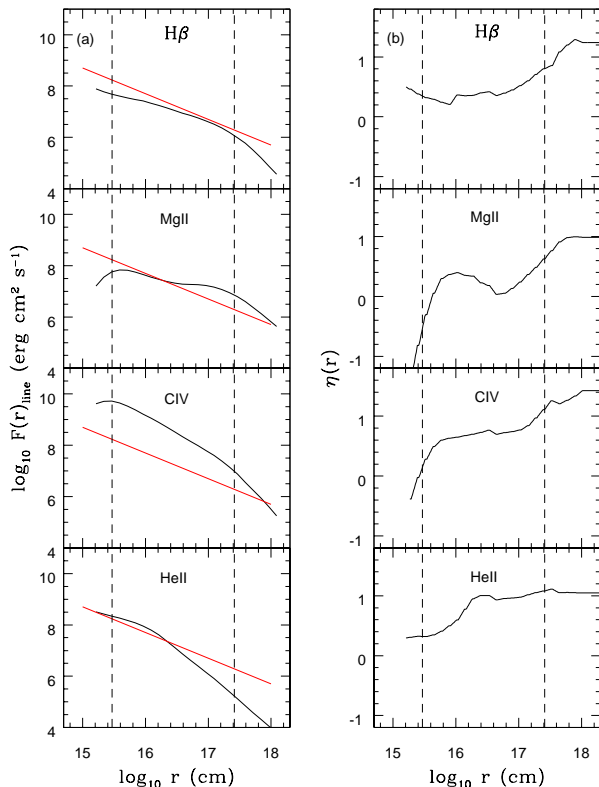 (a) Hβ
10
8
6
4
MgII
10
8
6
4
CIV
10
8
6
4
HeII
10
8
6
4
15 16 17 18
log₁₀ r (cm)
log₁₀ F(r)line (erg cm² s⁻¹)
(b) Hβ
1
0
-1
MgII
1
0
-1
CIV
1
0
-1
HeII
1
0
-1
15 16 17 18
log₁₀ r (cm)
η(r)